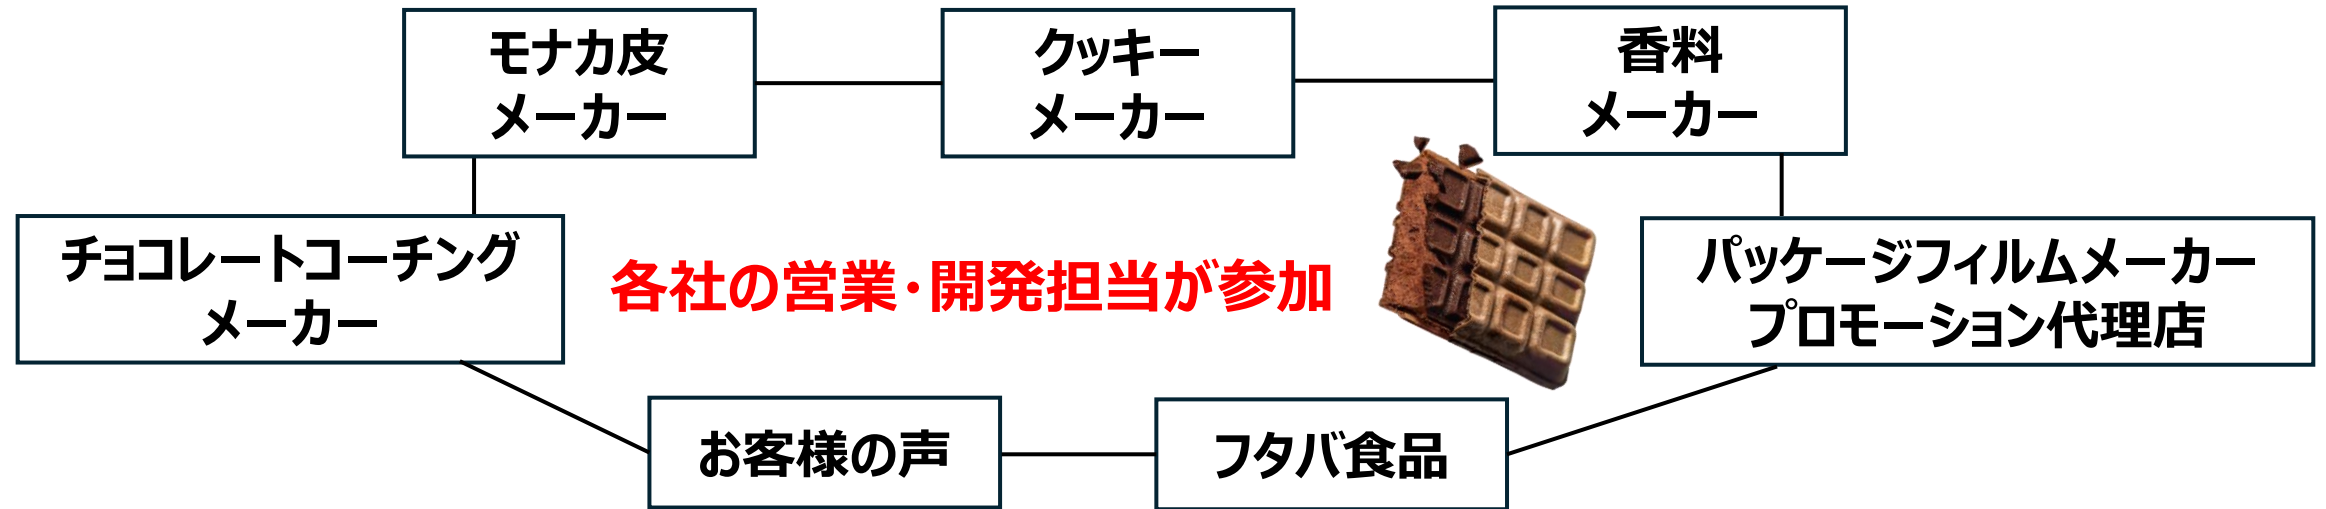 モナカ皮
メーカー
クッキー
メーカー
香料
メーカー
チョコレートコーチング
メーカー
各社の営業・開発担当が参加
パッケージフィルムメーカー
プロモーション代理店
お客様の声
フタバ食品